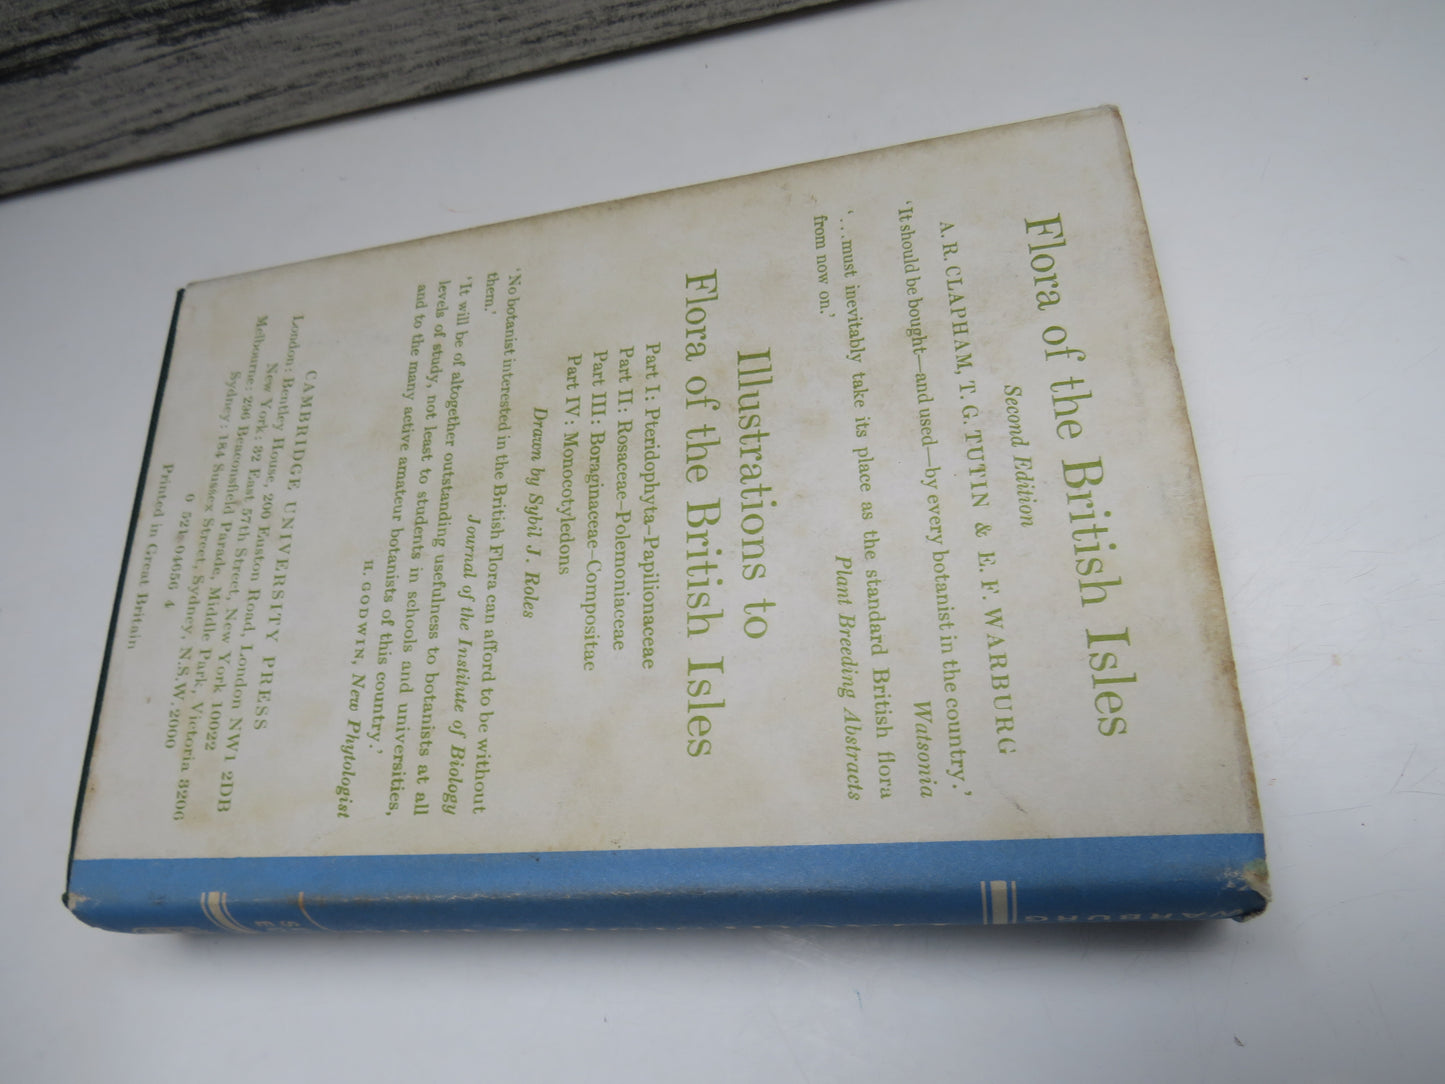 Flora of the British Isles
Second Edition
A. R. CLAPHAM, T. G. TUTIN & E. F. WARBURG
'It should be bought—and used—by every botanist in the country.'
Watsonia
'...must inevitably take its place as the standard British flora
from now on.'
Plant Breeding Abstracts
Illustrations to
Flora of the British Isles
Part I: Pteridophyta–Papilionaceae
Part II: Rosaceae–Polemoniaceae
Part III: Boraginaceae–Compositae
Part IV: Monocotyledons
Drawn by Sybil J. Roles
'No botanist interested in the British Flora can afford to be without
them.'
Journal of the Institute of Biology
'It will be of altogether outstanding usefulness to botanists at all
levels of study, not least to students in schools and universities,
and to the many active amateur botanists of this country.'
H. GODWIN, New Phytologist
CAMBRIDGE UNIVERSITY PRESS
London: Bentley House, 200 Euston Road, London NW1 2DB
New York: 32 East 57th Street, New York 10022
Melbourne: 296 Beaconsfield Parade, Middle Park, Victoria 3206
Sydney: 184 Sussex Street, Sydney, N.S.W. 2000
0 521 04656 4
Printed in Great Britain
WARBURG